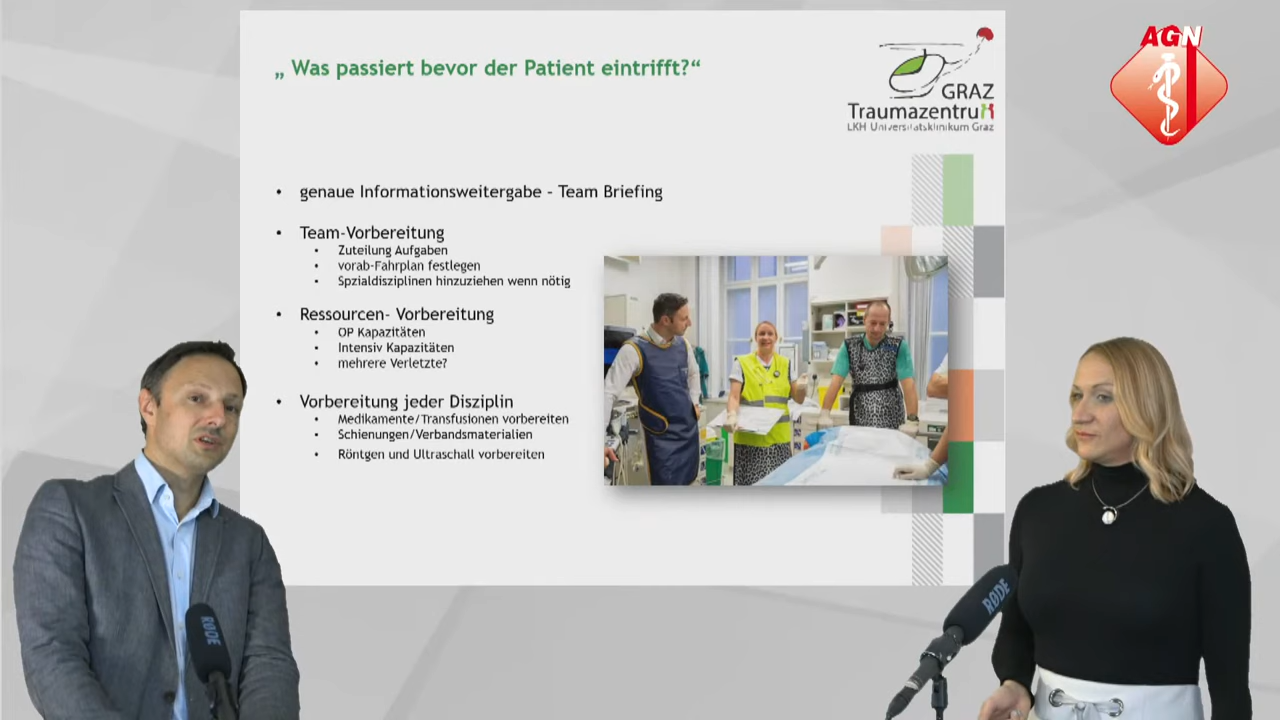 „ Was passiert bevor der Patient eintrifft?“
GRAZ
Traumazentrum
LKH Universitätsklinikum Graz
AGN
• genaue Informationsweitergabe - Team Briefing
• Team-Vorbereitung
• Zuteilung Aufgaben
• vorab-Fahrplan festlegen
• Spzialdisziplinen hinzuziehen wenn nötig
• Ressourcen- Vorbereitung
• OP Kapazitäten
• Intensiv Kapazitäten
• mehrere Verletzte?
• Vorbereitung jeder Disziplin
• Medikamente/Transfusionen vorbereiten
• Schienungen/Verbandsmaterialien
• Röntgen und Ultraschall vorbereiten
RØDE
RØDE